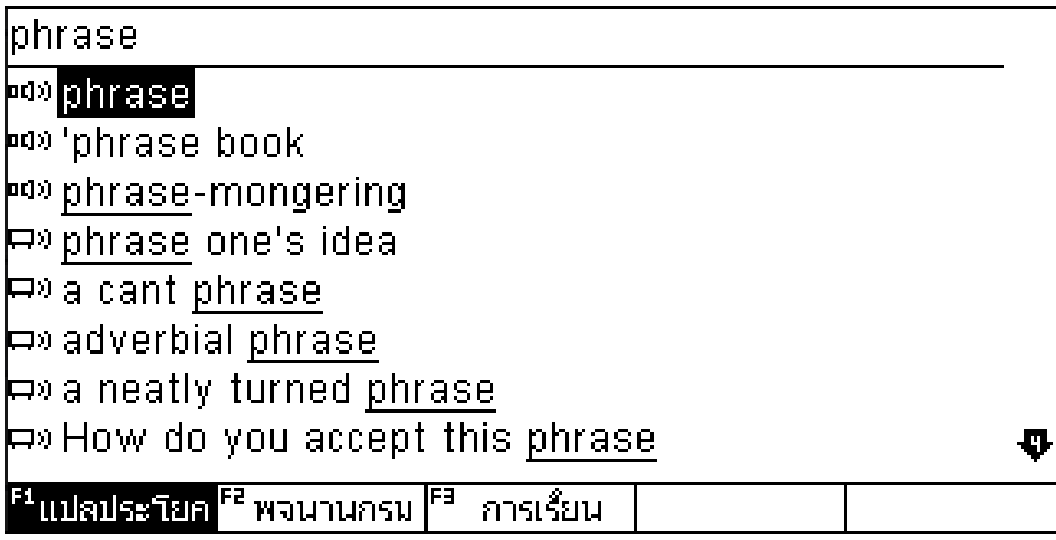 phrase
phrase
'phrase book
phrase-mongering
phrase one's idea
a cant phrase
adverbial phrase
a neatly turned phrase
How do you accept this phrase
F1 แปลประโยค F2 พจนานกรม F3 การเรียน